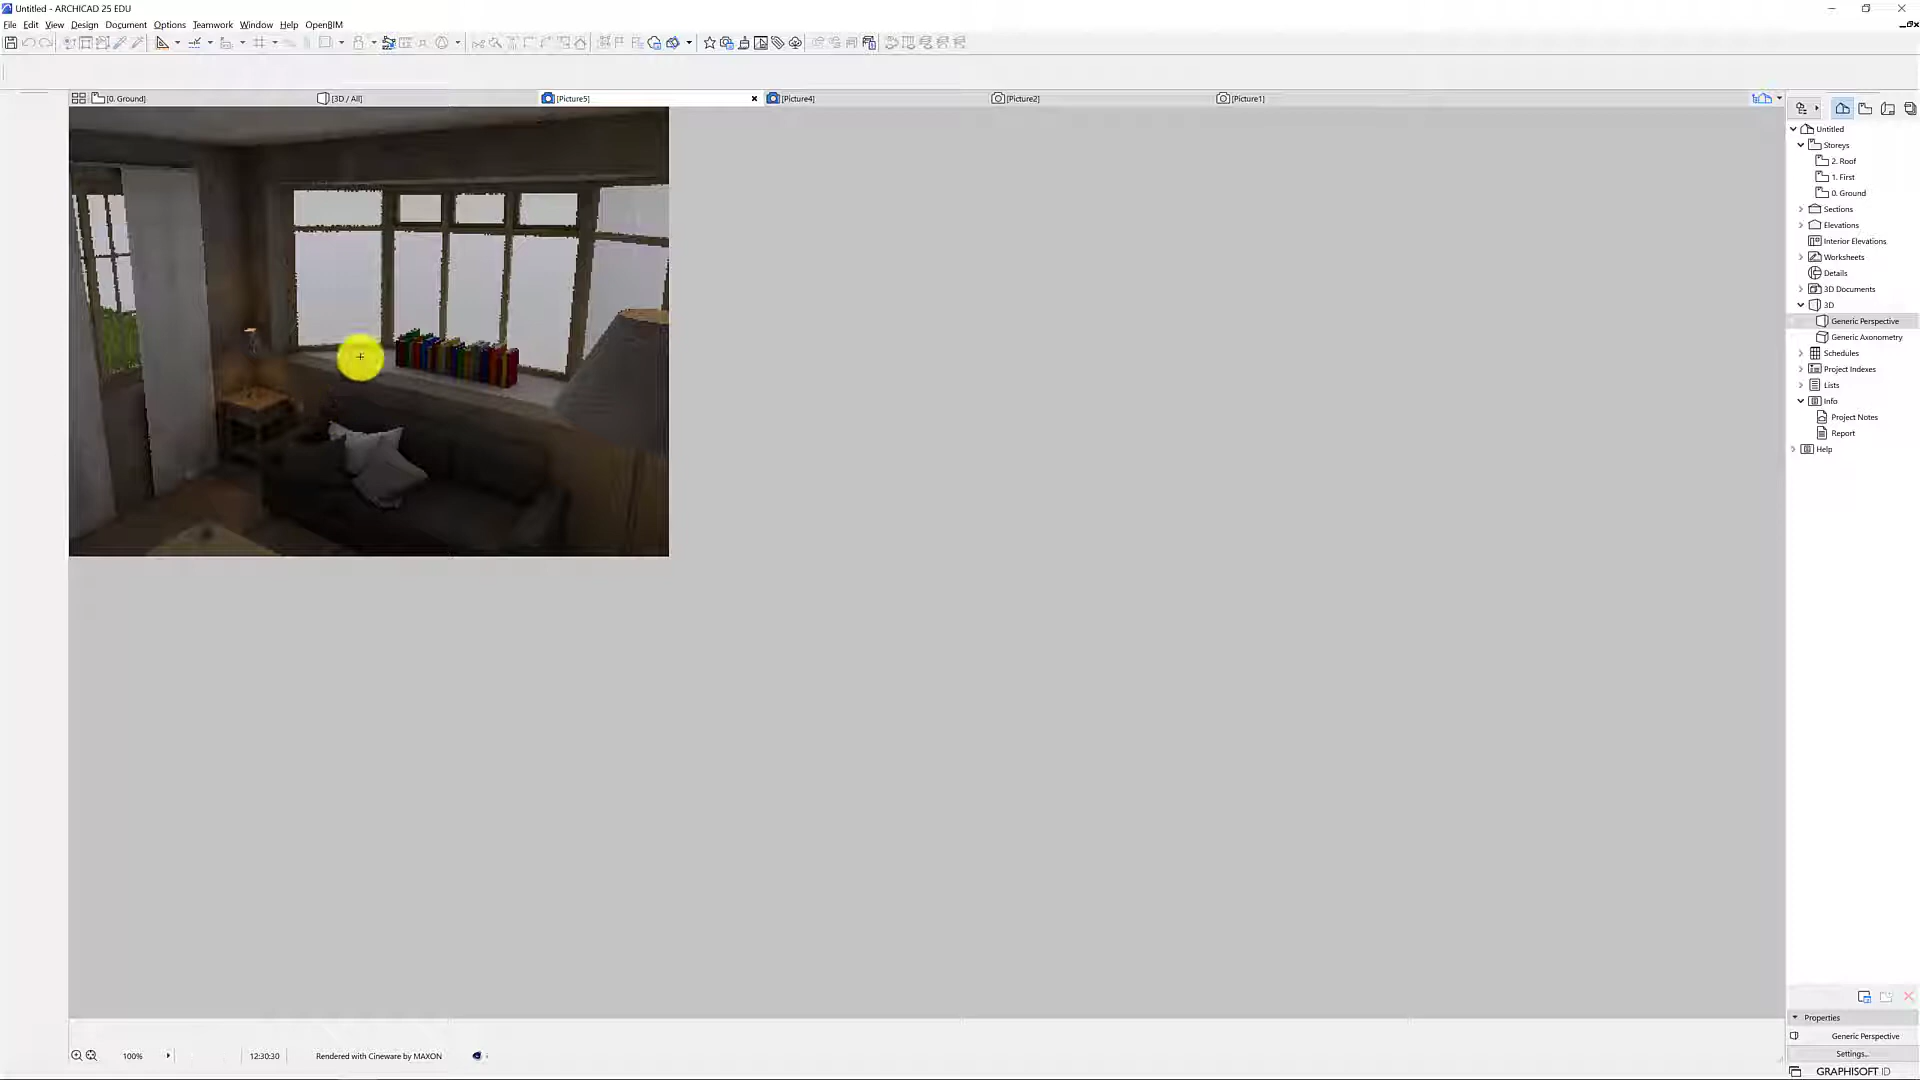 Untitled - ARCHICAD 25 EDU
File Edit View Design Document Options Teamwork Window Help OpenBIM
[0. Ground] [3D / All] [Picture5] [Picture4] [Picture2] [Picture1]
Untitled
Storeys
2. Roof
1. First
0. Ground
Sections
Elevations
Interior Elevations
Worksheets
Details
3D Documents
3D
Generic Perspective
Generic Axonometry
Schedules
Project Indexes
Lists
Info
Project Notes
Report
Help
Properties
Generic Perspective
Settings...
GRAPHISOFT ID
100% 12:30:30 Rendered with Cineware by MAXON